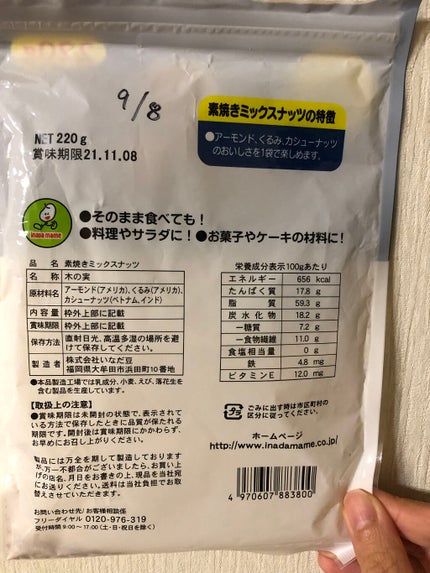 9/8
素焼きミックスナッツの特徴
●アーモンド、くるみ、カシューナッツ
のおいしさを1袋で楽しめます。
NET 220g
賞味期限21.11.08
inada mame
●そのまま食べても!
●料理やサラダに!●お菓子やケーキの材料に!
品名 素焼きミックスナッツ
名称 木の実
原材料名 アーモンド(アメリカ)、くるみ(アメリカ)、
カシューナッツ(ベトナム、インド)
内容量 枠外上部に記載
賞味期限 枠外上部に記載
保存方法 直射日光、高温多湿の場所を避
けて保存してください。
製造者 株式会社いなだ豆
福岡県大牟田市浜田町10番地
●本品製造工場では乳成分、小麦、えび、落花生を
含む製品を生産しています。
栄養成分表示100gあたり
エネルギー 656 kcal
たんぱく質 17.8 g
脂質 59.3 g
炭水化物 18.2 g
-糖質 7.2 g
-食物繊維 11.0 g
食塩相当量 0 g
鉄 4.8 mg
ビタミンE 12.0 mg
【取扱上の注意】
●賞味期限は未開封の状態で、表示されて
いる方法で保存したときに品質が保たれる
期限です。開封後は賞味期限にかかわらず、
お早めにお召し上がりください。
プラ
ごみに出す時は市区町村の
区分に従ってください。
ホームページ
http://www.inadamame.co.jp/
製品には万全を期して製造しております
が、万一不都合がございましたら、お買い上
げの店名、月日をお書きの上、現品を当社宛
にお送りください。送料は当社負担でお取
替えさせていただきます。
お問い合わせ先/お客様相談係
フリーダイヤル 0120-976-319
受付時間 9:00~17:00(土・日・祝日を除く)
4 970607 883800